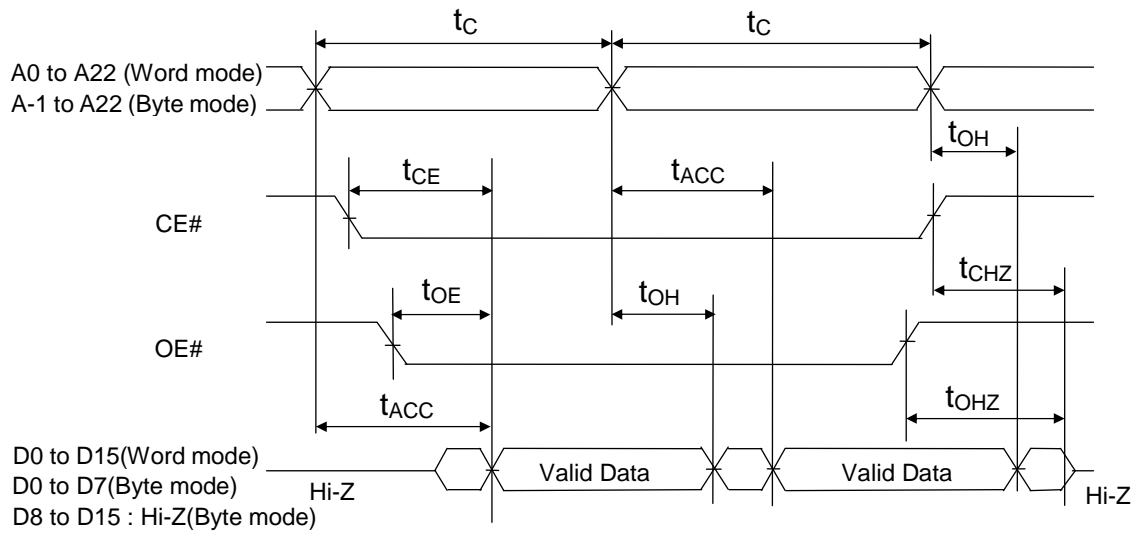 tC tC
A0 to A22 (Word mode)
A-1 to A22 (Byte mode)
tOH
tCE tACC
CE#
tCHZ
tOE tOH
OE#
tACC tOHZ
D0 to D15(Word mode)
D0 to D7(Byte mode)
D8 to D15 : Hi-Z(Byte mode)
Hi-Z Valid Data Valid Data Hi-Z